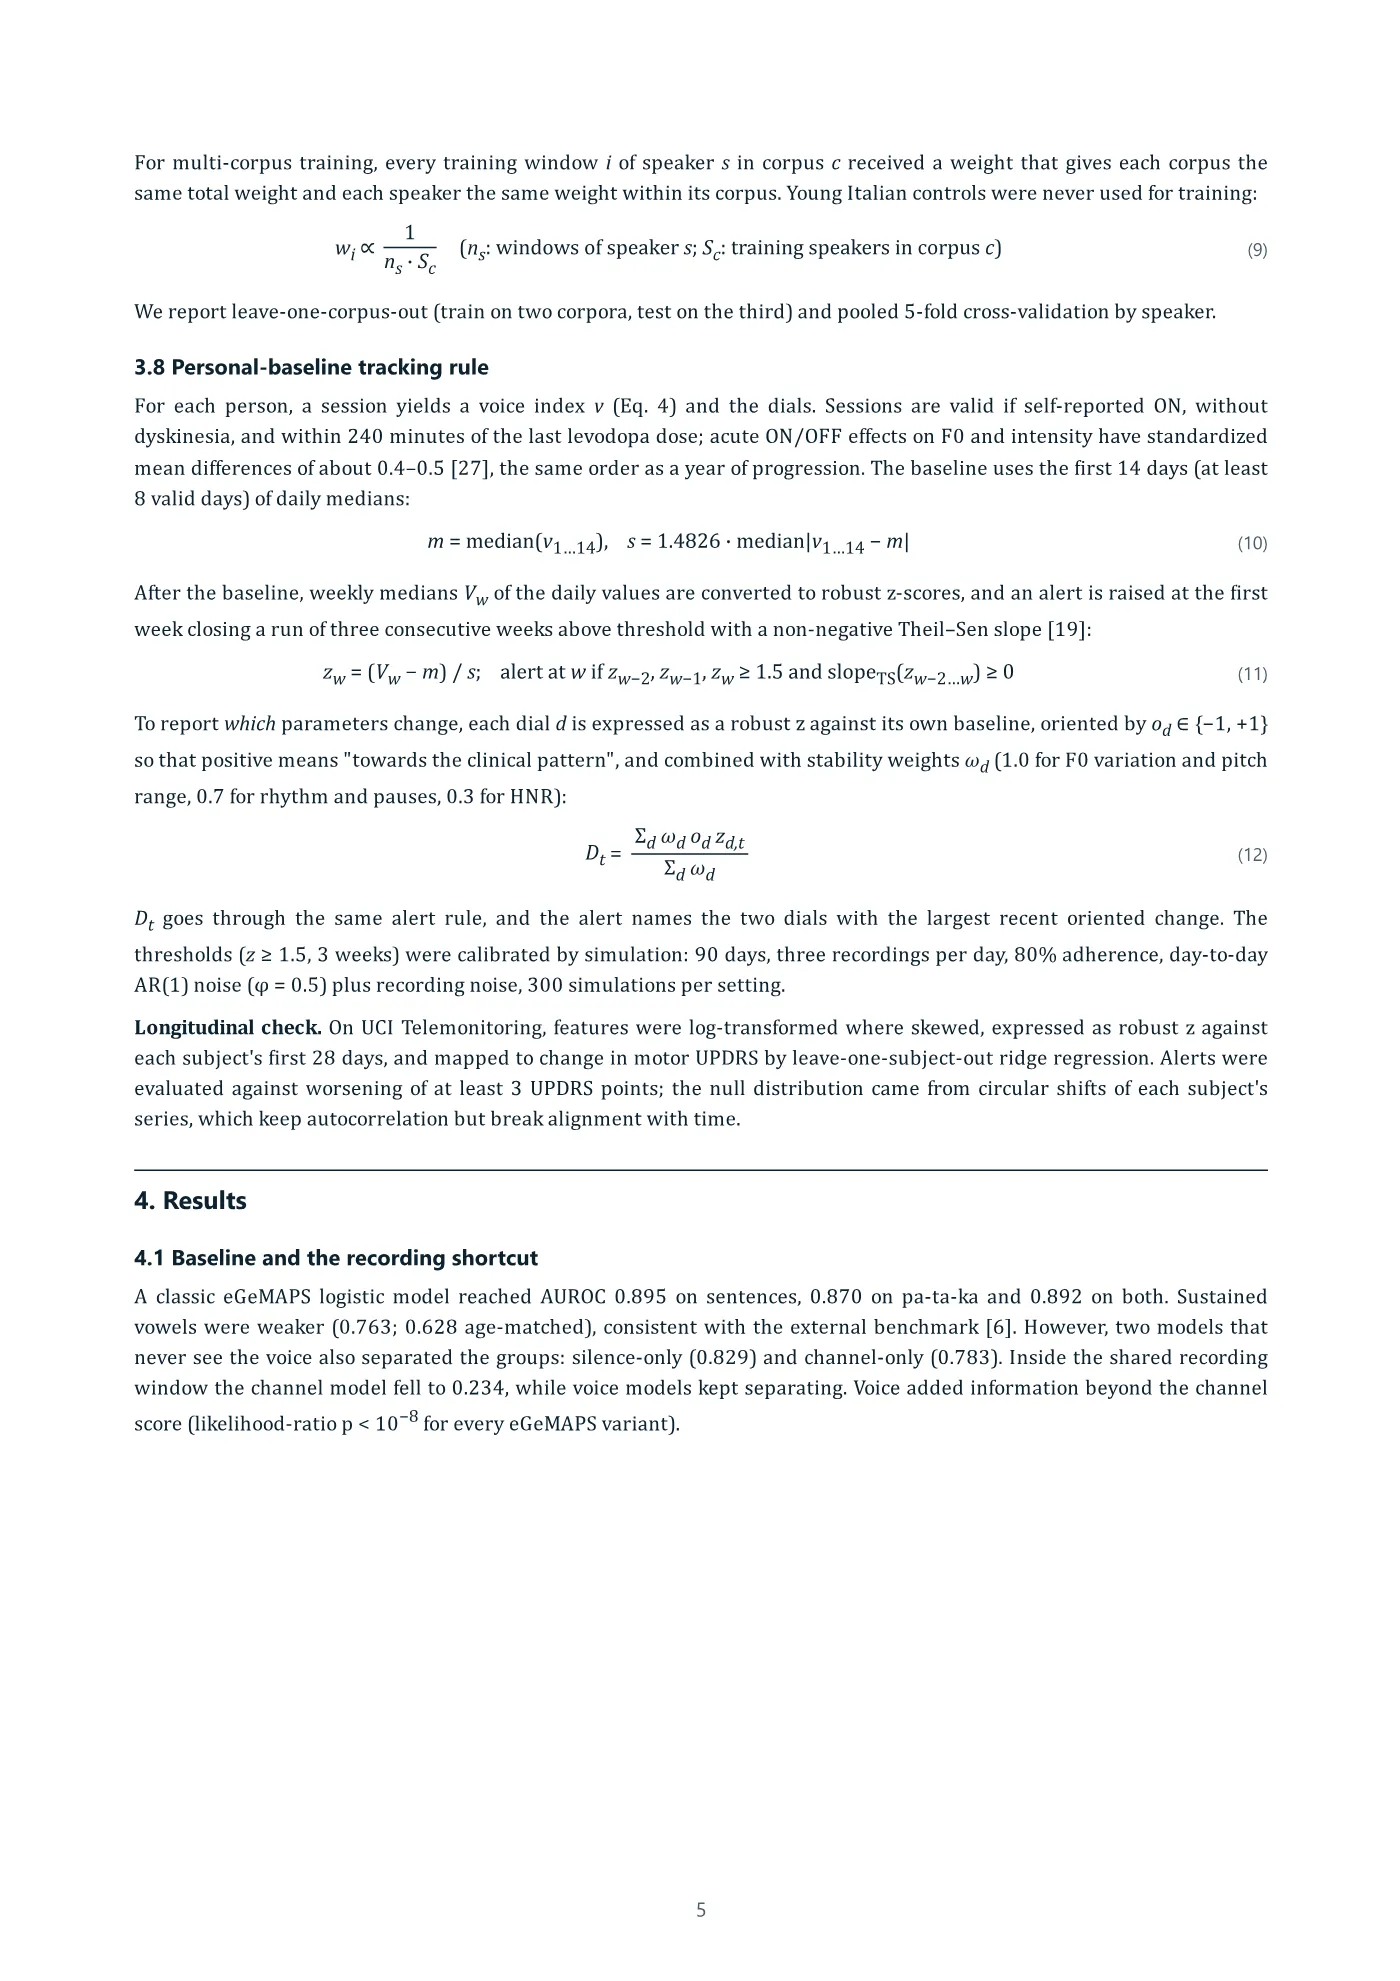 For multi-corpus training, every training window i of speaker s in corpus c received a weight that gives each corpus the
same total weight and each speaker the same weight within its corpus. Young Italian controls were never used for training:
w_i ∝ 1 / (n_s · S_c) (n_s: windows of speaker s; S_c: training speakers in corpus c) (9)
We report leave-one-corpus-out (train on two corpora, test on the third) and pooled 5-fold cross-validation by speaker.
3.8 Personal-baseline tracking rule
For each person, a session yields a voice index v (Eq. 4) and the dials. Sessions are valid if self-reported ON, without
dyskinesia, and within 240 minutes of the last levodopa dose; acute ON/OFF effects on F0 and intensity have standardized
mean differences of about 0.4–0.5 [27], the same order as a year of progression. The baseline uses the first 14 days (at least
8 valid days) of daily medians:
m = median(v_1…14), s = 1.4826 · median|v_1…14 − m| (10)
After the baseline, weekly medians V_w of the daily values are converted to robust z-scores, and an alert is raised at the first
week closing a run of three consecutive weeks above threshold with a non-negative Theil–Sen slope [19]:
z_w = (V_w − m) / s; alert at w if z_w−2, z_w−1, z_w ≥ 1.5 and slope_TS(z_w−2…w) ≥ 0 (11)
To report which parameters change, each dial d is expressed as a robust z against its own baseline, oriented by o_d ∈ {−1, +1}
so that positive means "towards the clinical pattern", and combined with stability weights ω_d (1.0 for F0 variation and pitch
range, 0.7 for rhythm and pauses, 0.3 for HNR):
D_t = Σ_d ω_d o_d z_d,t / Σ_d ω_d (12)
D_t goes through the same alert rule, and the alert names the two dials with the largest recent oriented change. The
thresholds (z ≥ 1.5, 3 weeks) were calibrated by simulation: 90 days, three recordings per day, 80% adherence, day-to-day
AR(1) noise (φ = 0.5) plus recording noise, 300 simulations per setting.
Longitudinal check. On UCI Telemonitoring, features were log-transformed where skewed, expressed as robust z against
each subject's first 28 days, and mapped to change in motor UPDRS by leave-one-subject-out ridge regression. Alerts were
evaluated against worsening of at least 3 UPDRS points; the null distribution came from circular shifts of each subject's
series, which keep autocorrelation but break alignment with time.
4. Results
4.1 Baseline and the recording shortcut
A classic eGeMAPS logistic model reached AUROC 0.895 on sentences, 0.870 on pa-ta-ka and 0.892 on both. Sustained
vowels were weaker (0.763; 0.628 age-matched), consistent with the external benchmark [6]. However, two models that
never see the voice also separated the groups: silence-only (0.829) and channel-only (0.783). Inside the shared recording
window the channel model fell to 0.234, while voice models kept separating. Voice added information beyond the channel
score (likelihood-ratio p < 10⁻⁸ for every eGeMAPS variant).
5